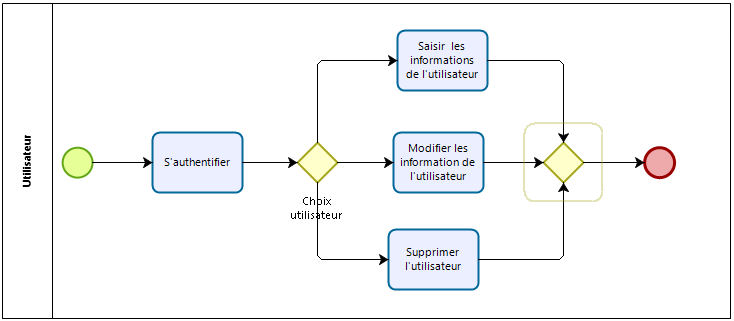 Utilisateur
S'authentifier
Choix
utilisateur
Saisir les
informations
de l'utilisateur
Modifier les
information de
l'utilisateur
Supprimer
l'utilisateur